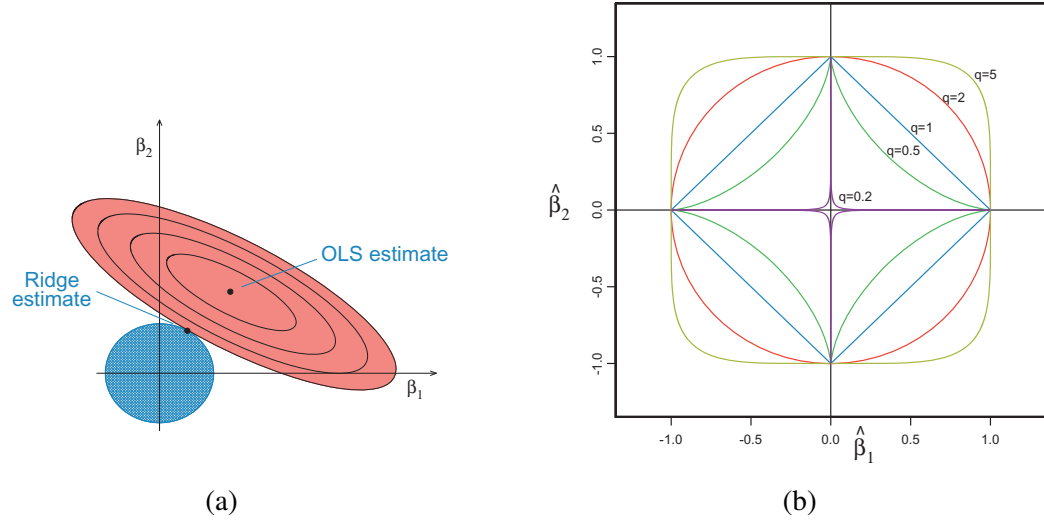 β₂
OLS estimate
Ridge
estimate
β₁
(a)
1.0
0.5
0.0
-0.5
-1.0
β̂₂
q=5
q=2
q=1
q=0.5
q=0.2
-1.0
-0.5
0.0
0.5
1.0
β̂₁
(b)